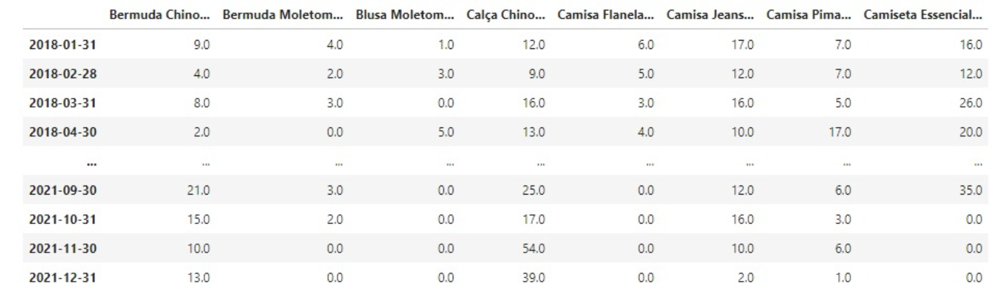 Bermuda Chino... Bermuda Moletom... Blusa Moletom... Calça Chino... Camisa Flanela... Camisa Jeans... Camisa Pima... Camiseta Essencial...
2018-01-31 9.0 4.0 1.0 12.0 6.0 17.0 7.0 16.0
2018-02-28 4.0 2.0 3.0 9.0 5.0 12.0 7.0 12.0
2018-03-31 8.0 3.0 0.0 16.0 3.0 16.0 5.0 26.0
2018-04-30 2.0 0.0 5.0 13.0 4.0 10.0 17.0 20.0
... ... ... ... ... ... ... ... ...
2021-09-30 21.0 3.0 0.0 25.0 0.0 12.0 6.0 35.0
2021-10-31 15.0 2.0 0.0 17.0 0.0 16.0 3.0 0.0
2021-11-30 10.0 0.0 0.0 54.0 0.0 10.0 6.0 0.0
2021-12-31 13.0 0.0 0.0 39.0 0.0 2.0 1.0 0.0